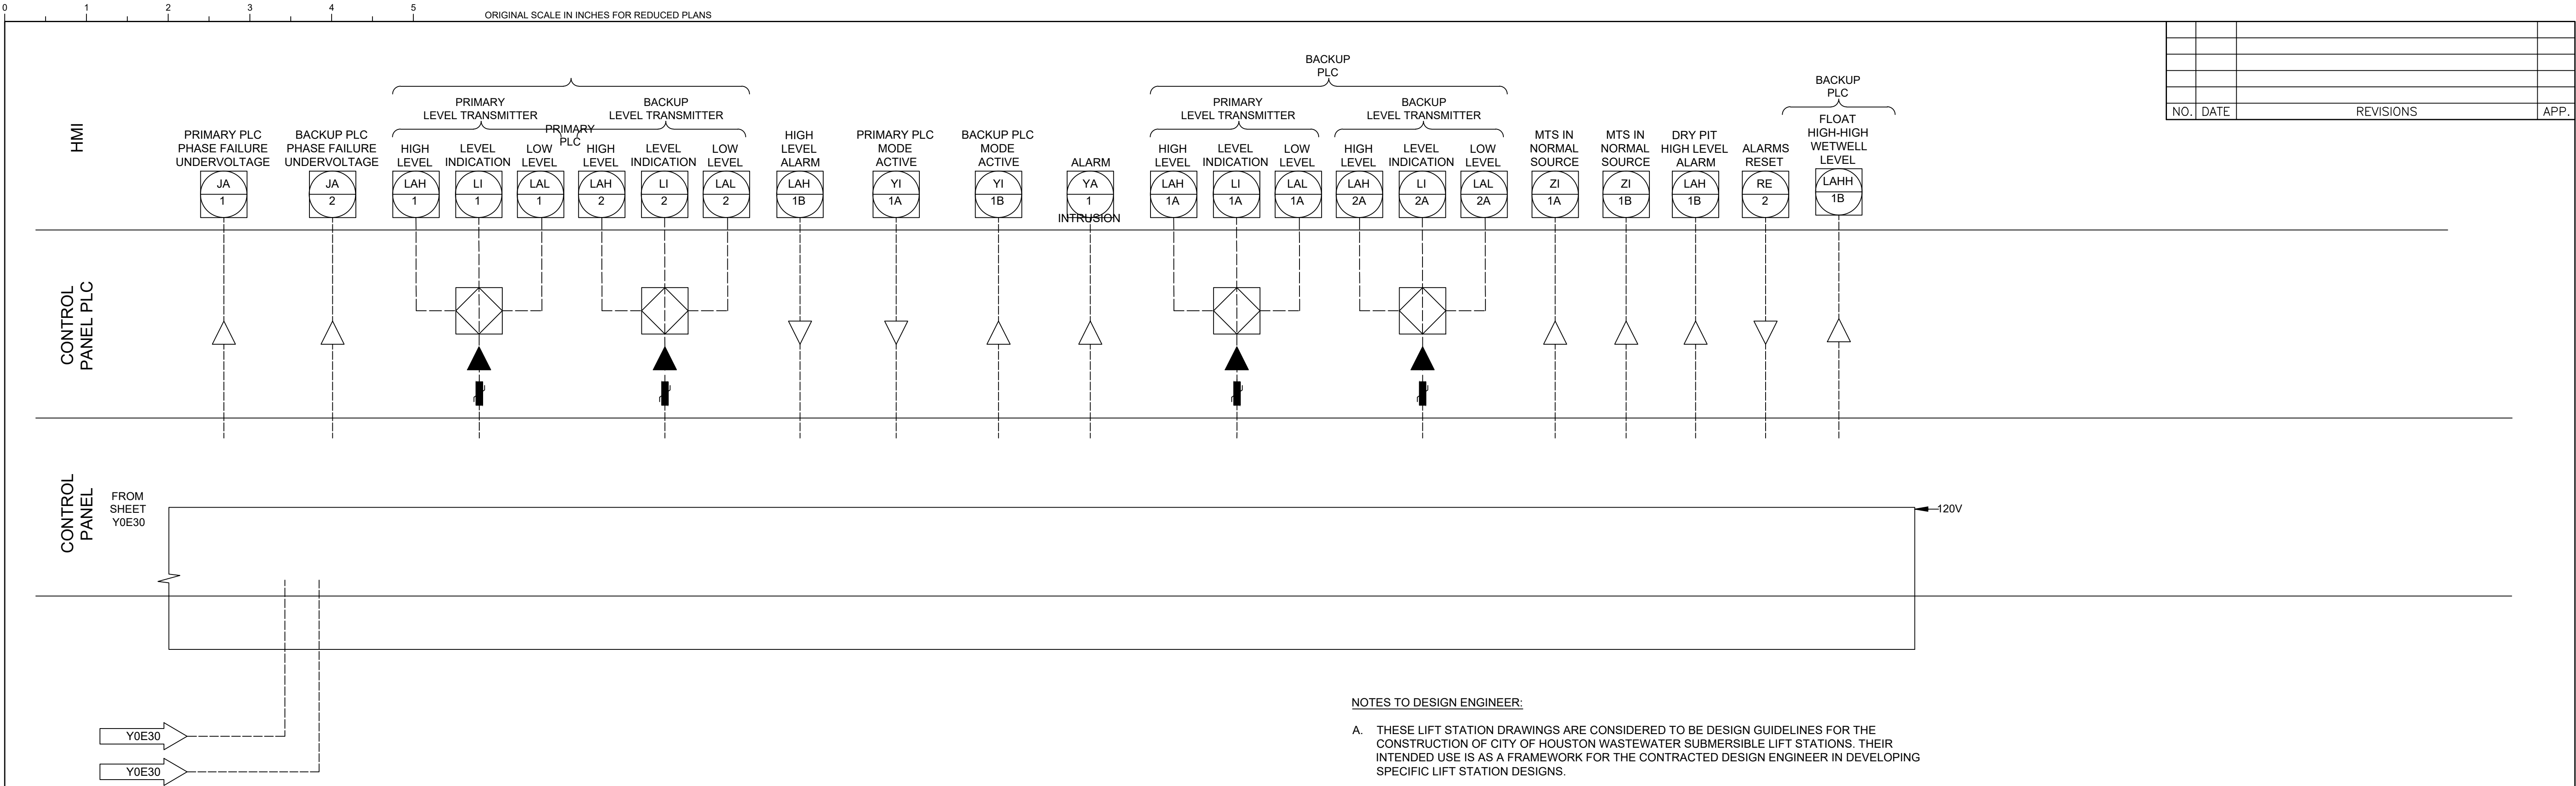 0 1 2 3 4 5
ORIGINAL SCALE IN INCHES FOR REDUCED PLANS
NO. DATE REVISIONS APP.
HMI
PRIMARY PLC
PHASE FAILURE
UNDERVOLTAGE
JA
1
BACKUP PLC
PHASE FAILURE
UNDERVOLTAGE
JA
2
PRIMARY
PLC
PRIMARY
LEVEL TRANSMITTER
HIGH
LEVEL
LAH
1
LEVEL
INDICATION
LI
1
LOW
LEVEL
LAL
1
BACKUP
LEVEL TRANSMITTER
HIGH
LEVEL
LAH
2
LEVEL
INDICATION
LI
2
LOW
LEVEL
LAL
2
HIGH
LEVEL
ALARM
LAH
1B
PRIMARY PLC
MODE
ACTIVE
YI
1A
BACKUP PLC
MODE
ACTIVE
YI
1B
ALARM
YA
1
INTRUSION
BACKUP
PLC
PRIMARY
LEVEL TRANSMITTER
HIGH
LEVEL
LAH
1A
LEVEL
INDICATION
LI
1A
LOW
LEVEL
LAL
1A
BACKUP
LEVEL TRANSMITTER
HIGH
LEVEL
LAH
2A
LEVEL
INDICATION
LI
2A
LOW
LEVEL
LAL
2A
MTS IN
NORMAL
SOURCE
ZI
1A
MTS IN
NORMAL
SOURCE
ZI
1B
DRY PIT
HIGH LEVEL
ALARM
LAH
1B
ALARMS
RESET
RE
2
BACKUP
PLC
FLOAT
HIGH-HIGH
WETWELL
LEVEL
LAHH
1B
CONTROL
PANEL PLC
CONTROL
PANEL
FROM
SHEET
Y0E30
120V
Y0E30
Y0E30
NOTES TO DESIGN ENGINEER:
A. THESE LIFT STATION DRAWINGS ARE CONSIDERED TO BE DESIGN GUIDELINES FOR THE
CONSTRUCTION OF CITY OF HOUSTON WASTEWATER SUBMERSIBLE LIFT STATIONS. THEIR
INTENDED USE IS AS A FRAMEWORK FOR THE CONTRACTED DESIGN ENGINEER IN DEVELOPING
SPECIFIC LIFT STATION DESIGNS.